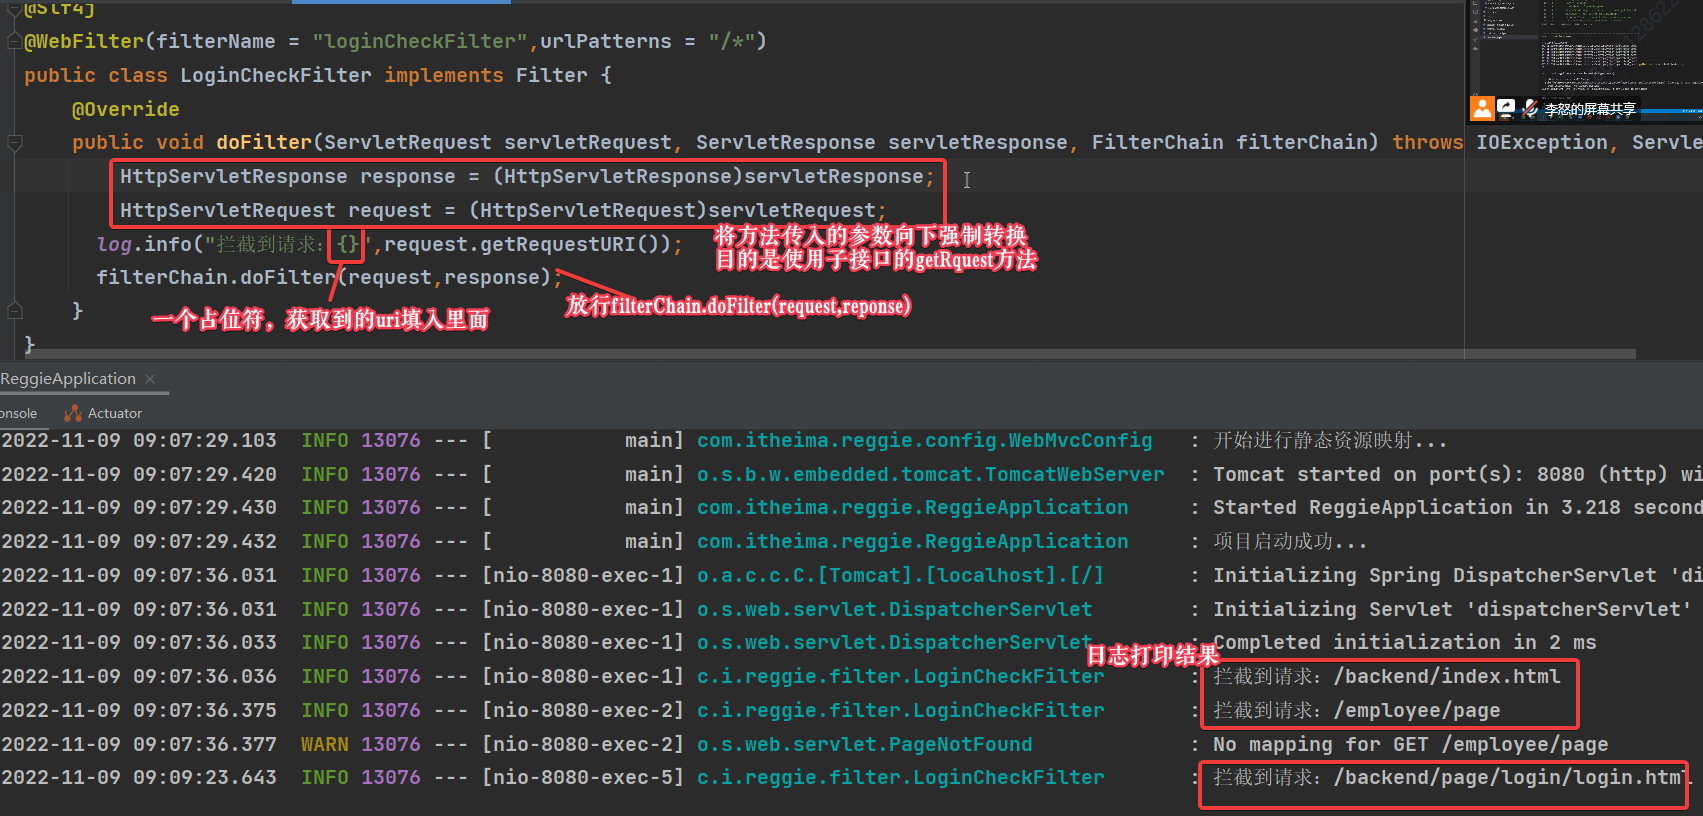 @Slf4j
@WebFilter(filterName = "loginCheckFilter",urlPatterns = "/*")
public class LoginCheckFilter implements Filter {
@Override
public void doFilter(ServletRequest servletRequest, ServletResponse servletResponse, FilterChain filterChain) throws IOException, Servle
HttpServletResponse response = (HttpServletResponse)servletResponse;
HttpServletRequest request = (HttpServletRequest)servletRequest;
log.info("拦截到请求：{}",request.getRequestURI());
filterChain.doFilter(request,response);
}
}
李怒的屏幕共享
将方法传入的参数向下强制转换
目的是使用子接口的getRquest方法
放行filterChain.doFilter(request,reponse)
一个占位符，获取到的uri填入里面
ReggieApplication
onsole Actuator
2022-11-09 09:07:29.103 INFO 13076 --- [ main] com.itheima.reggie.config.WebMvcConfig : 开始进行静态资源映射...
2022-11-09 09:07:29.420 INFO 13076 --- [ main] o.s.b.w.embedded.tomcat.TomcatWebServer : Tomcat started on port(s): 8080 (http) wi
2022-11-09 09:07:29.430 INFO 13076 --- [ main] com.itheima.reggie.ReggieApplication : Started ReggieApplication in 3.218 second
2022-11-09 09:07:29.432 INFO 13076 --- [ main] com.itheima.reggie.ReggieApplication : 项目启动成功...
2022-11-09 09:07:36.031 INFO 13076 --- [nio-8080-exec-1] o.a.c.c.C.[Tomcat].[localhost].[/] : Initializing Spring DispatcherServlet 'di
2022-11-09 09:07:36.031 INFO 13076 --- [nio-8080-exec-1] o.s.web.servlet.DispatcherServlet : Initializing Servlet 'dispatcherServlet'
2022-11-09 09:07:36.033 INFO 13076 --- [nio-8080-exec-1] o.s.web.servlet.DispatcherServlet : Completed initialization in 2 ms
日志打印结果
2022-11-09 09:07:36.036 INFO 13076 --- [nio-8080-exec-1] c.i.reggie.filter.LoginCheckFilter : 拦截到请求：/backend/index.html
2022-11-09 09:07:36.375 INFO 13076 --- [nio-8080-exec-2] c.i.reggie.filter.LoginCheckFilter : 拦截到请求：/employee/page
2022-11-09 09:07:36.377 WARN 13076 --- [nio-8080-exec-2] o.s.web.servlet.PageNotFound : No mapping for GET /employee/page
2022-11-09 09:09:23.643 INFO 13076 --- [nio-8080-exec-5] c.i.reggie.filter.LoginCheckFilter : 拦截到请求：/backend/page/login/login.html